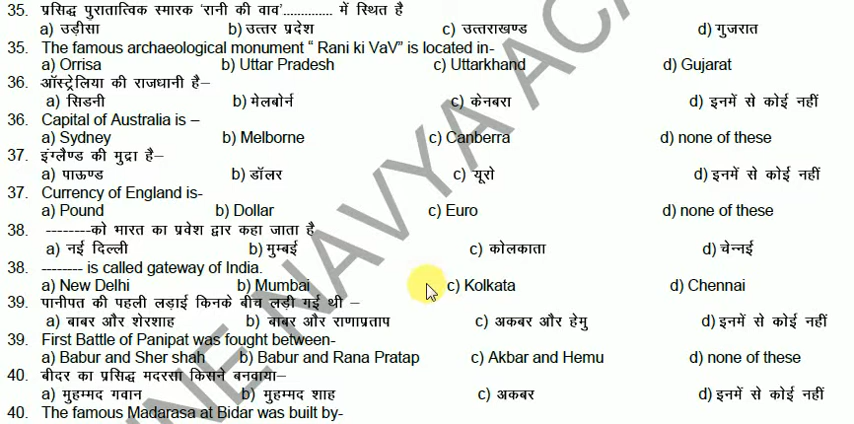 35. प्रसिद्ध पुरातात्विक स्मारक 'रानी की वाव'.............. में स्थित है
a) उड़ीसा b) उत्तर प्रदेश c) उत्तराखण्ड d) गुजरात
35. The famous archaeological monument “ Rani ki VaV” is located in-
a) Orrisa b) Uttar Pradesh c) Uttarkhand d) Gujarat
36. ऑस्ट्रेलिया की राजधानी है–
a) सिडनी b) मेलबोर्न c) केनबरा d) इनमें से कोई नहीं
36. Capital of Australia is –
a) Sydney b) Melborne c) Canberra d) none of these
37. इंग्लैण्ड की मुद्रा है–
a) पाऊण्ड b) डॉलर c) यूरो d) इनमें से कोई नहीं
37. Currency of England is-
a) Pound b) Dollar c) Euro d) none of these
38. --------को भारत का प्रवेश द्वार कहा जाता है
a) नई दिल्ली b) मुम्बई c) कोलकाता d) चेन्नई
38. -------- is called gateway of India.
a) New Delhi b) Mumbai c) Kolkata d) Chennai
39. पानीपत की पहली लड़ाई किनके बीच लड़ी गई थी –
a) बाबर और शेरशाह b) बाबर और राणाप्रताप c) अकबर और हेमु d) इनमें से कोई नहीं
39. First Battle of Panipat was fought between-
a) Babur and Sher shah b) Babur and Rana Pratap c) Akbar and Hemu d) none of these
40. बीदर का प्रसिद्ध मदरसा किसने बनवाया–
a) मुहम्मद गवान b) मुहम्मद शाह c) अकबर d) इनमें से कोई नहीं
40. The famous Madarasa at Bidar was built by-
NAVYA